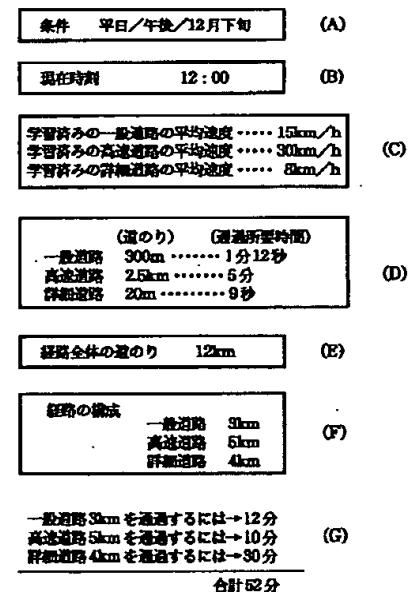 条件 平日／午後／12月下旬 (A)
現在時刻 12：00 (B)
学習済みの一般道路の平均速度 ‥‥‥ 15km／h
学習済みの高速道路の平均速度 ‥‥‥ 30km／h
学習済みの詳細道路の平均速度 ‥‥‥ 8km／h
(C)
(道のり) (通過所要時間)
一般道路 300m ‥‥‥‥ 1分12秒
高速道路 2.5km ‥‥‥‥ 5分
詳細道路 20m ‥‥‥‥‥ 9秒
(D)
経路全体の道のり 12km (E)
経路の構成
一般道路 3km
高速道路 5km
詳細道路 4km
(F)
一般道路3kmを通過するには→12分
高速道路5kmを通過するには→10分
詳細道路4kmを通過するには→30分
(G)
合計52分